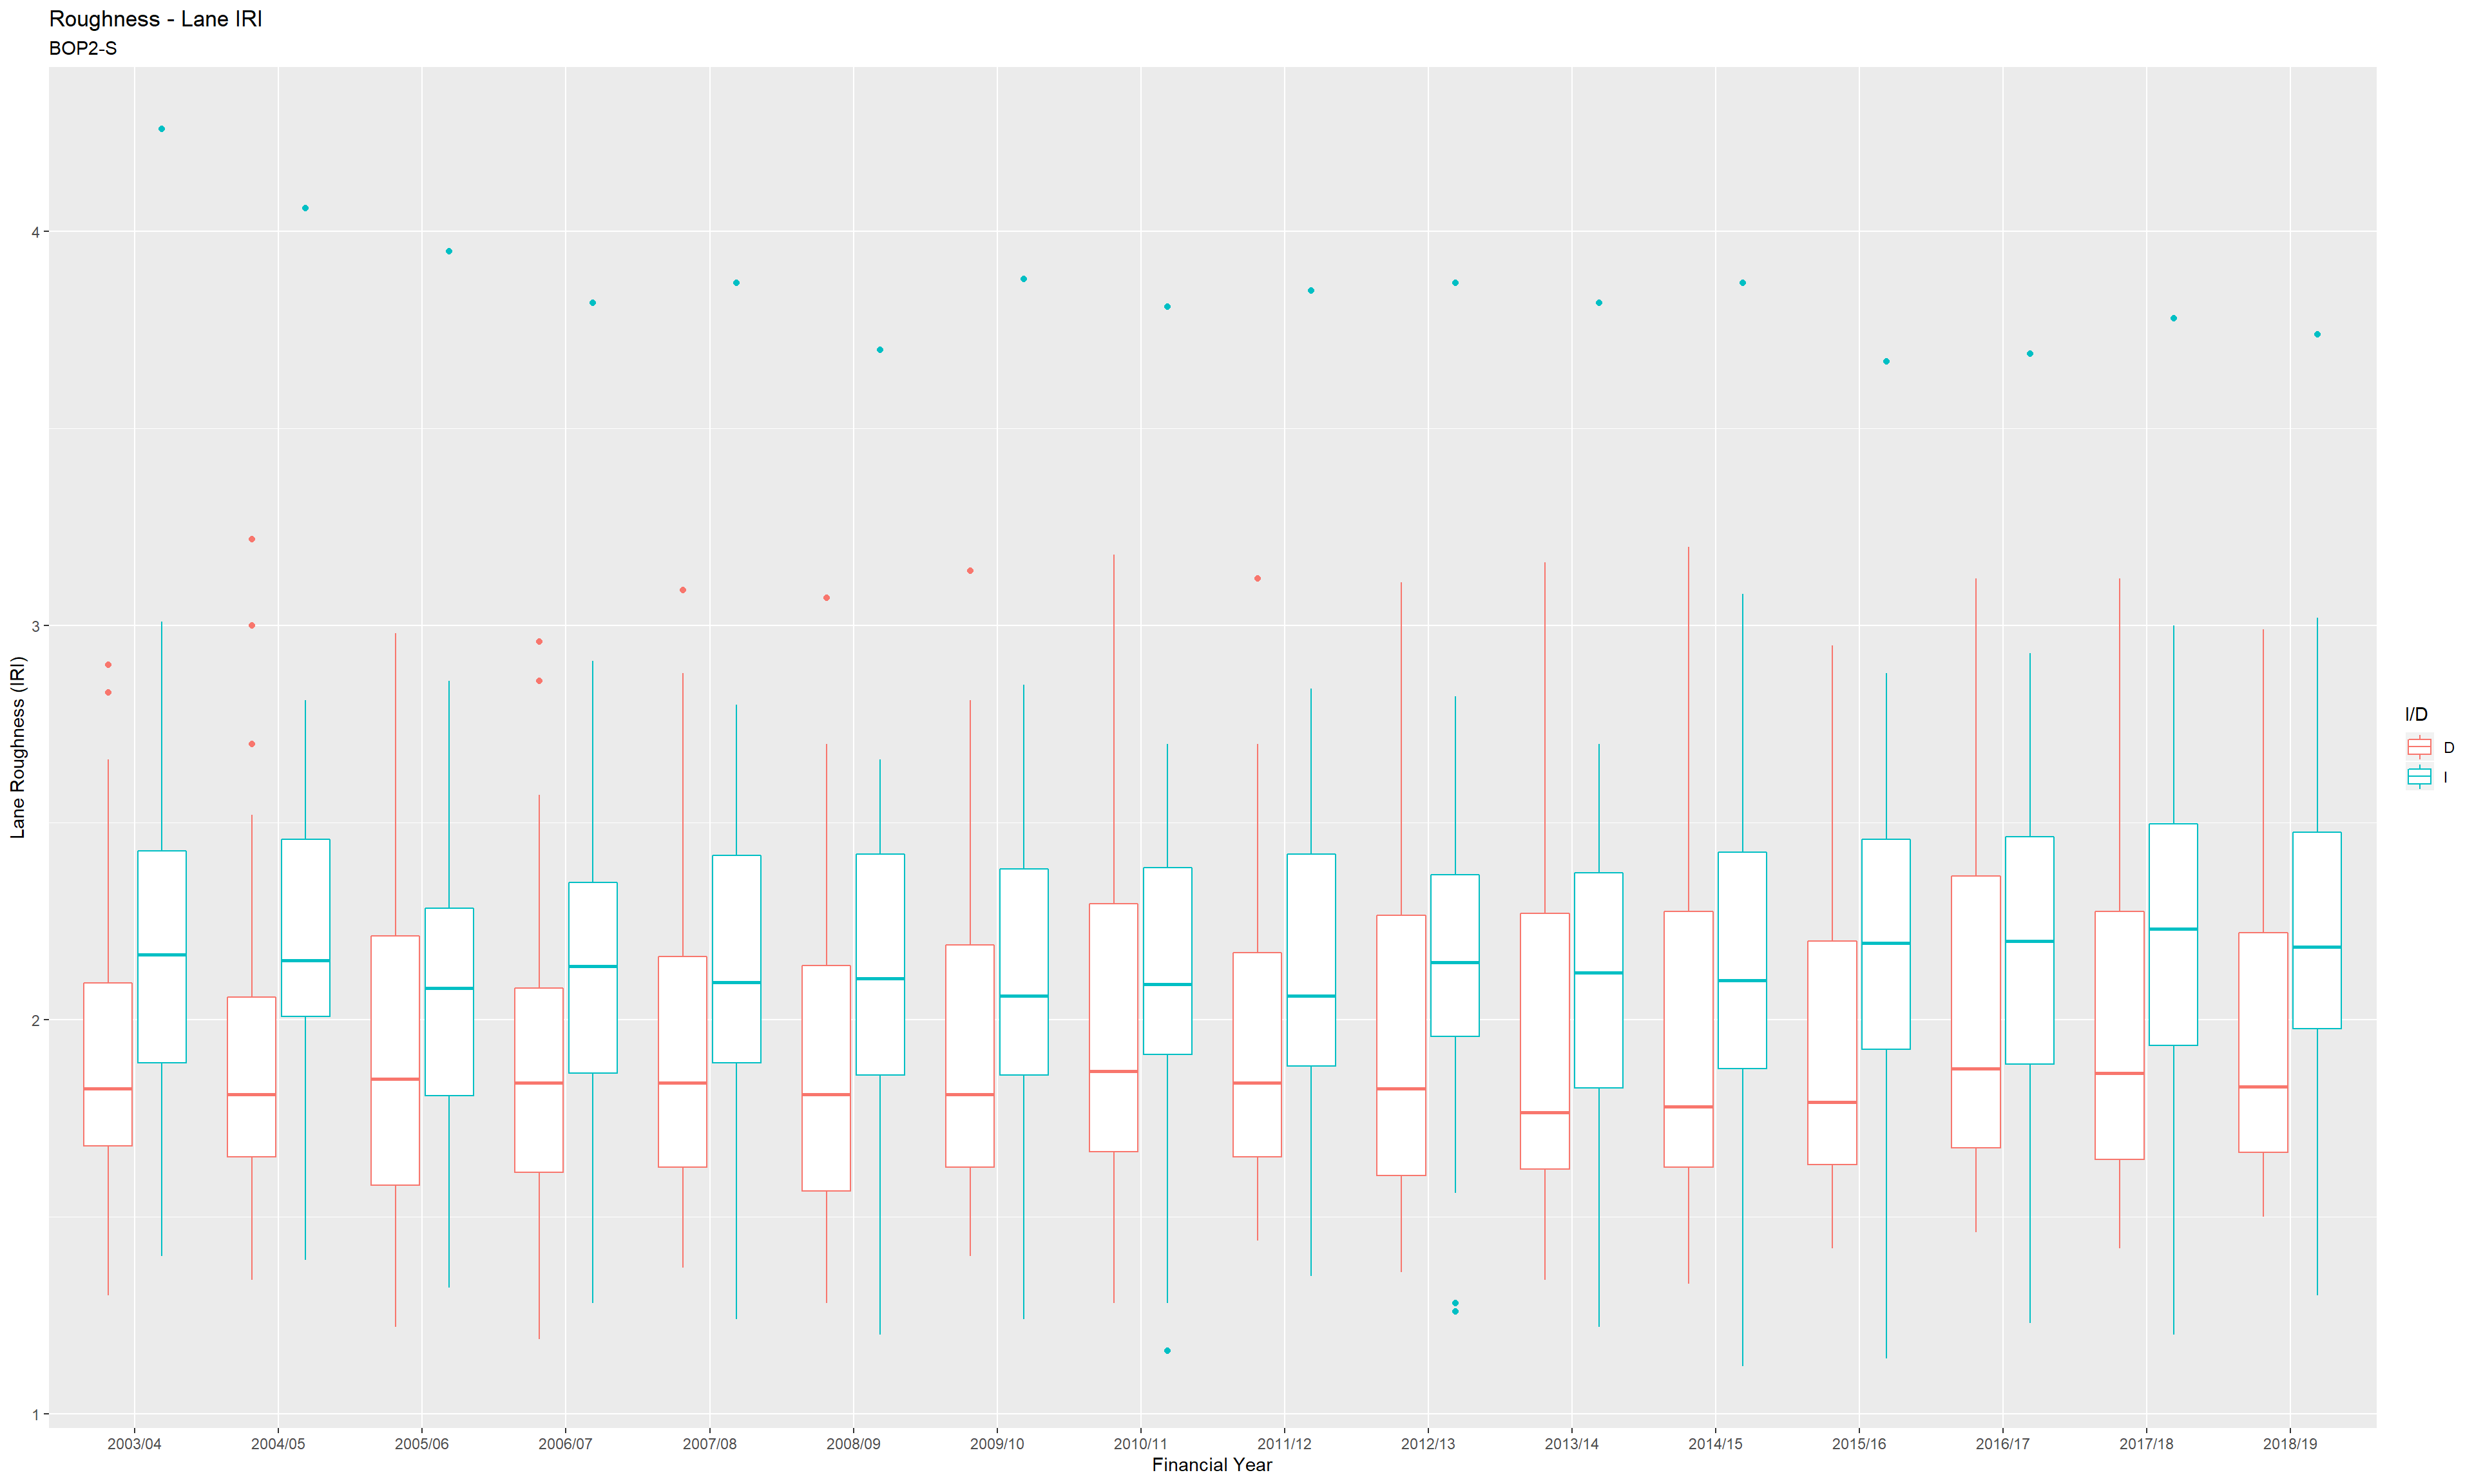 Roughness - Lane IRI
BOP2-S
4
3
2
1
Lane Roughness (IRI)
2003/04
2004/05
2005/06
2006/07
2007/08
2008/09
2009/10
2010/11
2011/12
2012/13
2013/14
2014/15
2015/16
2016/17
2017/18
2018/19
Financial Year
I/D
D
I